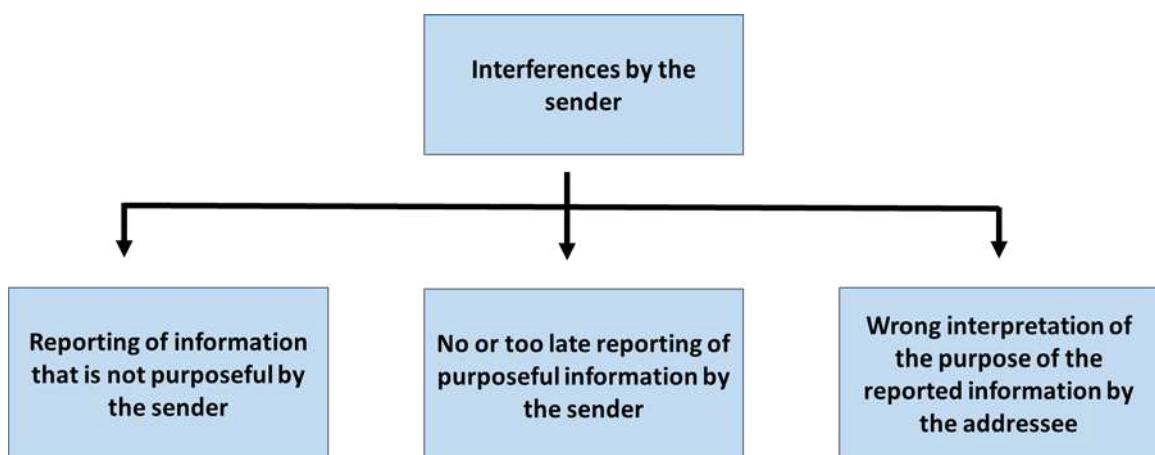 Interferences by the
sender
Reporting of information
that is not purposeful by
the sender
No or too late reporting of
purposeful information by
the sender
Wrong interpretation of
the purpose of the
reported information by
the addressee